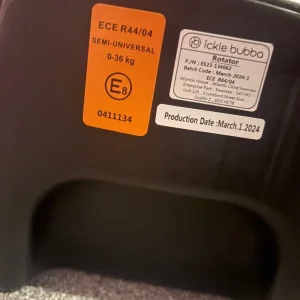 ECE R44/04
SEMI-UNIVERSAL
0-36 kg
E8
0411134
ickle bubba
Rotator
Batch Code : March-2024.1
ECE R44/04
Production Date :March.1.2024